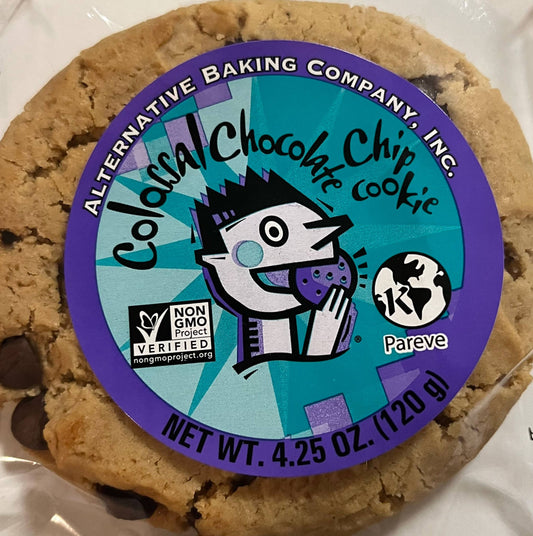 ALTERNATIVE BAKING COMPANY, INC.
Colossal Chocolate Chip
cookie
NON
GMO
Project
VERIFIED
nongmoproject.org
K
Pareve
®
NET WT. 4.25 OZ. (120 g)